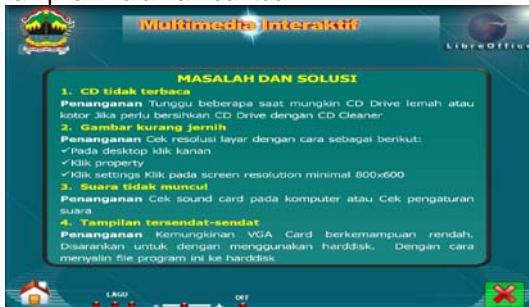 Multimedia Interaktif
LibreOffice
MASALAH DAN SOLUSI
1. CD tidak terbaca
Penanganan Tunggu beberapa saat mungkin CD Drive lemah atau
kotor Jika perlu bersihkan CD Drive dengan CD Cleaner
2. Gambar kurang jernih
Penanganan Cek resolusi layar dengan cara sebagai berikut:
✓Pada desktop klik kanan
✓Klik property
✓Klik settings Klik pada screen resolution minimal 800x600
3. Suara tidak muncul
Penanganan Cek sound card pada komputer atau Cek pengaturan
suara
4. Tampilan tersendat-sendat
Penanganan Kemungkinan VGA Card berkemampuan rendah,
Disarankan untuk dengan menggunakan harddisk. Dengan cara
menyalin file program ini ke harddisk
LAGU
OFF